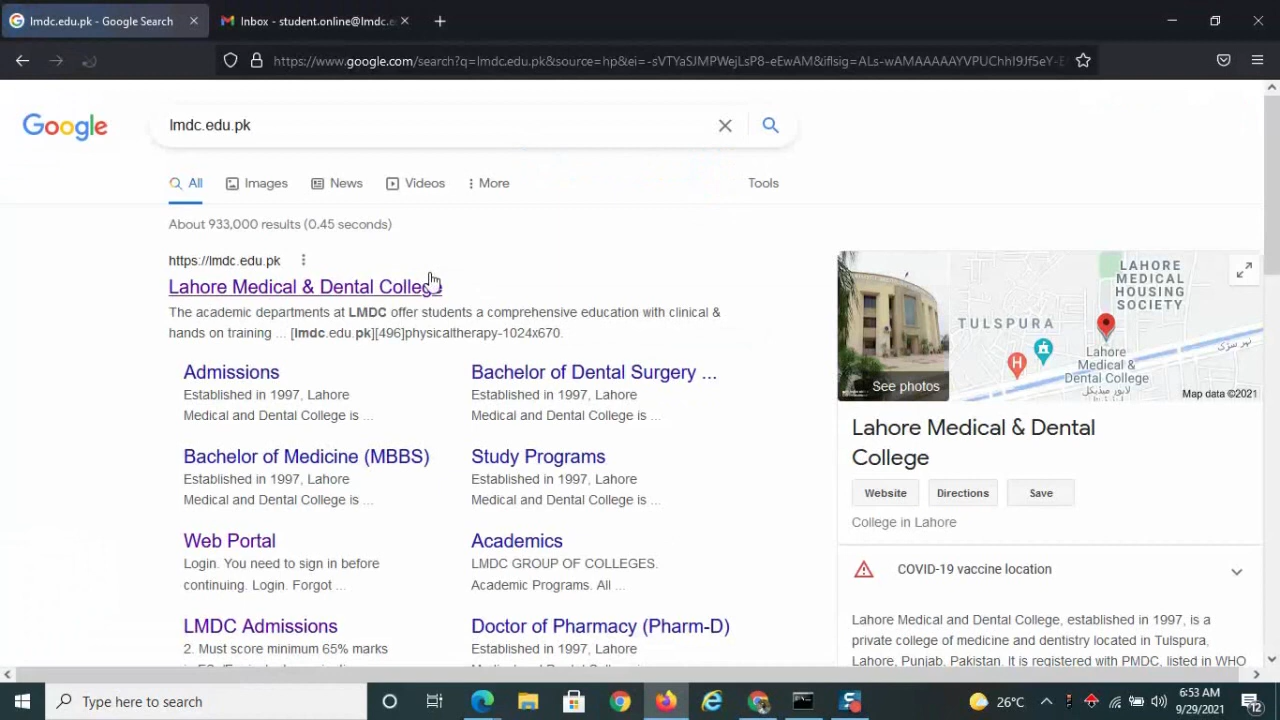 lmdc.edu.pk - Google Search
Inbox - student.online@lmdc.e
https://www.google.com/search?q=lmdc.edu.pk&source=hp&ei=-sVTYaSJMPWejLsP8-eEwAM&iflsig=ALs-wAMAAAAAYVPUChhI9Jf5eY-E
Google
lmdc.edu.pk
All
Images
News
Videos
More
Tools
About 933,000 results (0.45 seconds)
https://lmdc.edu.pk
Lahore Medical & Dental College
The academic departments at LMDC offer students a comprehensive education with clinical &
hands on training ... [lmdc.edu.pk][496]physicaltherapy-1024x670.
Admissions
Established in 1997, Lahore
Medical and Dental College is ...
Bachelor of Dental Surgery ...
Established in 1997, Lahore
Medical and Dental College is ...
Bachelor of Medicine (MBBS)
Established in 1997, Lahore
Medical and Dental College is ...
Study Programs
Established in 1997, Lahore
Medical and Dental College is ...
Web Portal
Login. You need to sign in before
continuing. Login. Forgot ...
Academics
LMDC GROUP OF COLLEGES.
Academic Programs. All ...
LMDC Admissions
2. Must score minimum 65% marks
Doctor of Pharmacy (Pharm-D)
Established in 1997, Lahore
See photos
LAHORE
MEDICAL
HOUSING
SOCIETY
TULSPURA
H
Lahore
Medical &
Dental College
لاہور میڈیکل
Map data ©2021
Lahore Medical & Dental
College
Website
Directions
Save
College in Lahore
COVID-19 vaccine location
Lahore Medical and Dental College, established in 1997, is a
private college of medicine and dentistry located in Tulspura,
Lahore, Punjab, Pakistan. It is registered with PMDC, listed in WHO
Type here to search
26°C
6:53 AM
9/29/2021
12